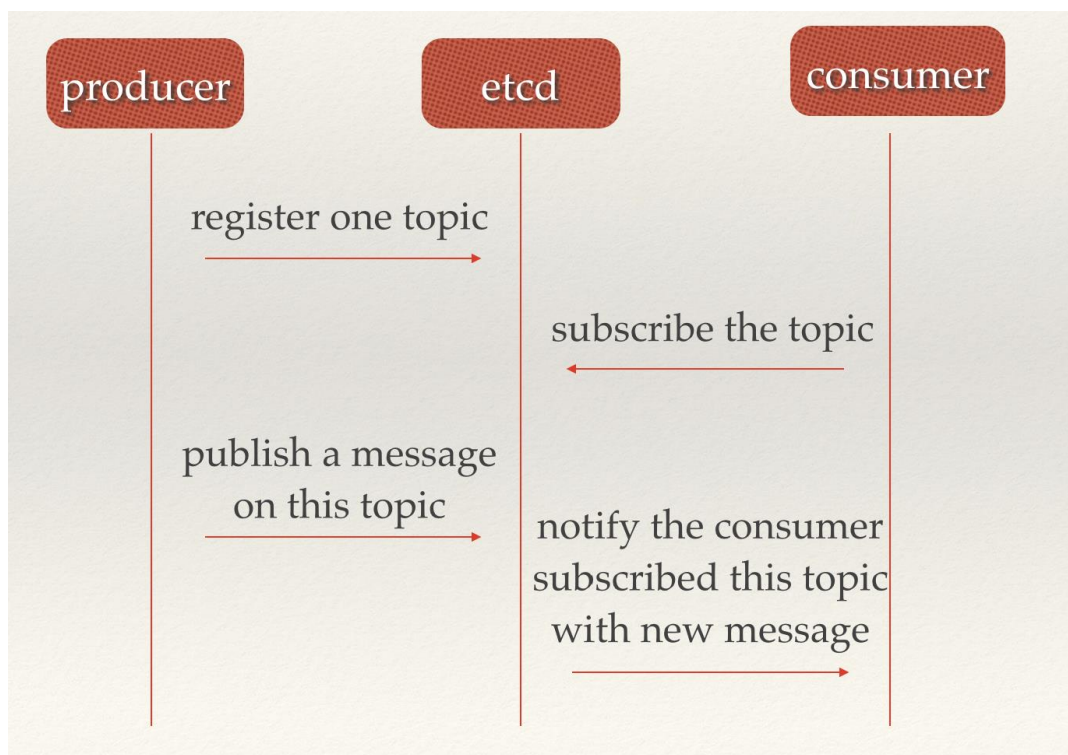 producer
etcd
consumer
register one topic
subscribe the topic
publish a message
on this topic
notify the consumer
subscribed this topic
with new message